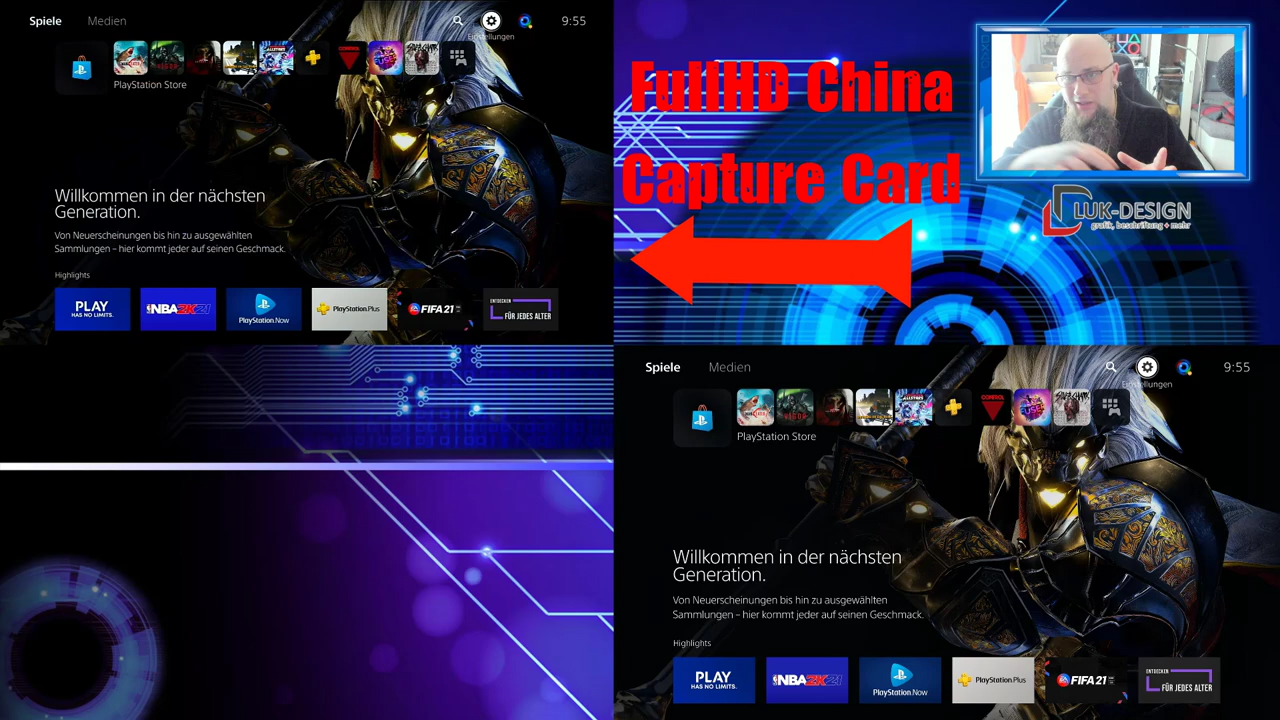 Spiele Medien 9:55
Einstellungen
CONTROL
PlayStation Store
Willkommen in der nächsten
Generation.
Von Neuerscheinungen bis hin zu ausgewählten
Sammlungen – hier kommt jeder auf seinen Geschmack.
Highlights
PLAY
HAS NO LIMITS.
NBA2K21
PlayStation Now
PlayStation Plus
FIFA 21
ENTDECKEN
FÜR JEDES ALTER
FullHD China
Capture Card
LUK-DESIGN
grafik, beschriftung + mehr
Spiele Medien 9:55
Einstellungen
CONTROL
PlayStation Store
Willkommen in der nächsten
Generation.
Von Neuerscheinungen bis hin zu ausgewählten
Sammlungen – hier kommt jeder auf seinen Geschmack.
Highlights
PLAY
HAS NO LIMITS.
NBA2K21
PlayStation Now
PlayStation Plus
FIFA 21
ENTDECKEN
FÜR JEDES ALTER